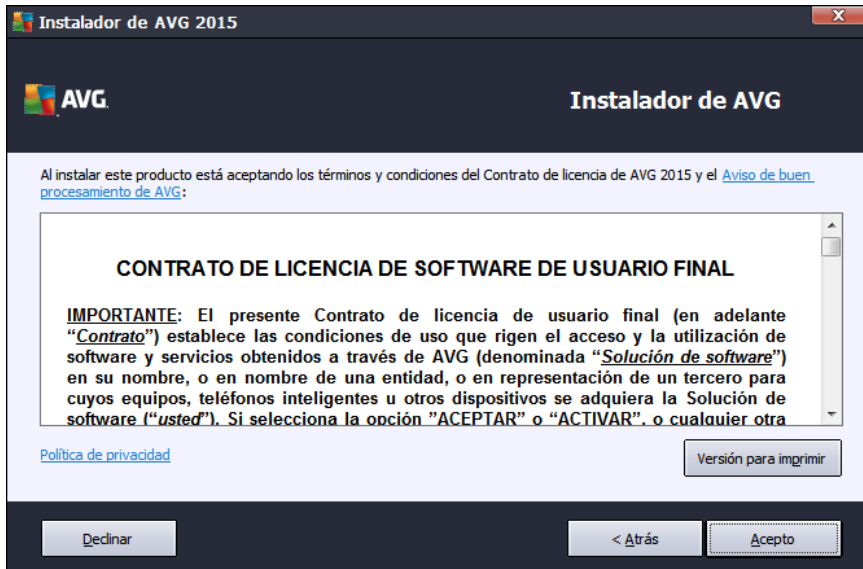 Instalador de AVG 2015
AVG.
Instalador de AVG
Al instalar este producto está aceptando los términos y condiciones del Contrato de licencia de AVG 2015 y el Aviso de buen
procesamiento de AVG:
CONTRATO DE LICENCIA DE SOFTWARE DE USUARIO FINAL
IMPORTANTE: El presente Contrato de licencia de usuario final (en adelante
“Contrato”) establece las condiciones de uso que rigen el acceso y la utilización de
software y servicios obtenidos a través de AVG (denominada “Solución de software”)
en su nombre, o en nombre de una entidad, o en representación de un tercero para
cuyos equipos, teléfonos inteligentes u otros dispositivos se adquiera la Solución de
software (“usted”). Si selecciona la opción ”ACEPTAR” o “ACTIVAR”, o cualquier otra
Política de privacidad
Versión para imprimir
Declinar
< Atrás
Acepto